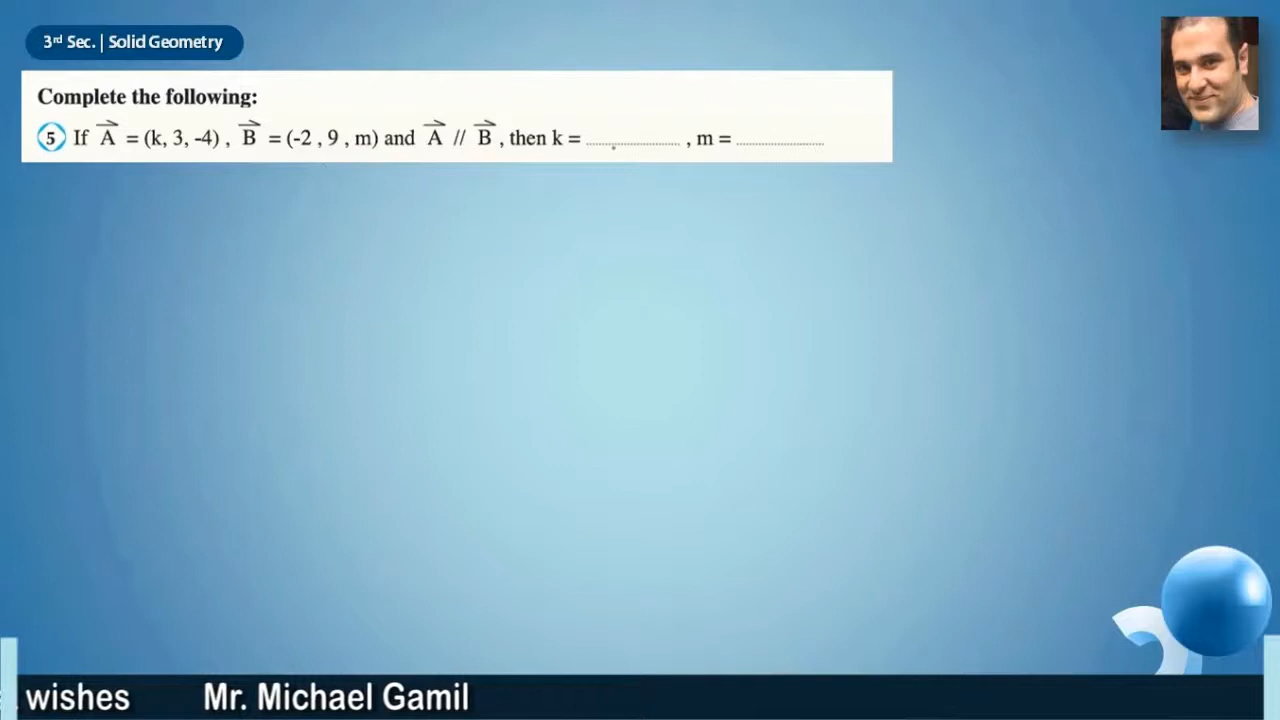 3rd Sec. | Solid Geometry
Complete the following:
5 If A⃗ = (k, 3, -4) , B⃗ = (-2 , 9 , m) and A⃗ // B⃗ , then k = .................... , m = ....................
wishes Mr. Michael Gamil